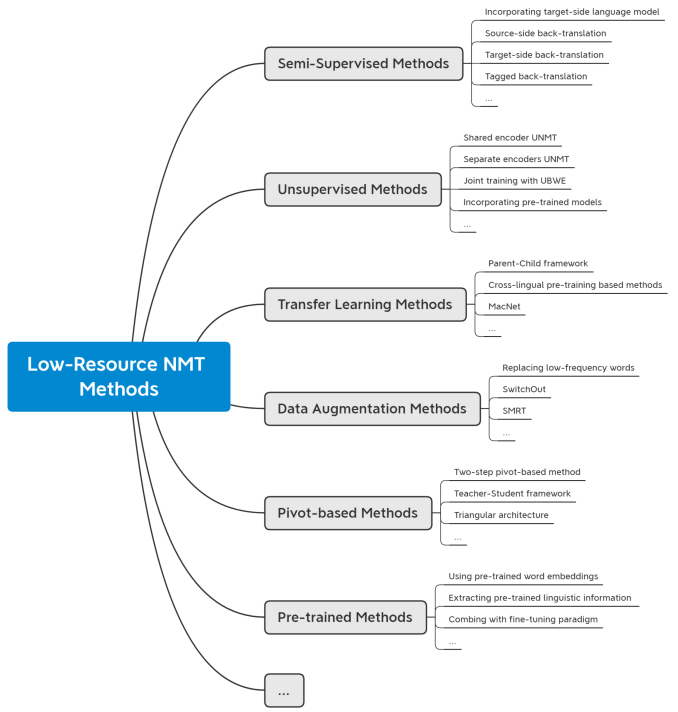 Low-Resource NMT
Methods
Semi-Supervised Methods
Incorporating target-side language model
Source-side back-translation
Target-side back-translation
Tagged back-translation
...
Unsupervised Methods
Shared encoder UNMT
Separate encoders UNMT
Joint training with UBWE
Incorporating pre-trained models
...
Transfer Learning Methods
Parent-Child framework
Cross-lingual pre-training based methods
MacNet
...
Data Augmentation Methods
Replacing low-frequency words
SwitchOut
SMRT
...
Pivot-based Methods
Two-step pivot-based method
Teacher-Student framework
Triangular architecture
...
Pre-trained Methods
Using pre-trained word embeddings
Extracting pre-trained linguistic information
Combing with fine-tuning paradigm
...
...